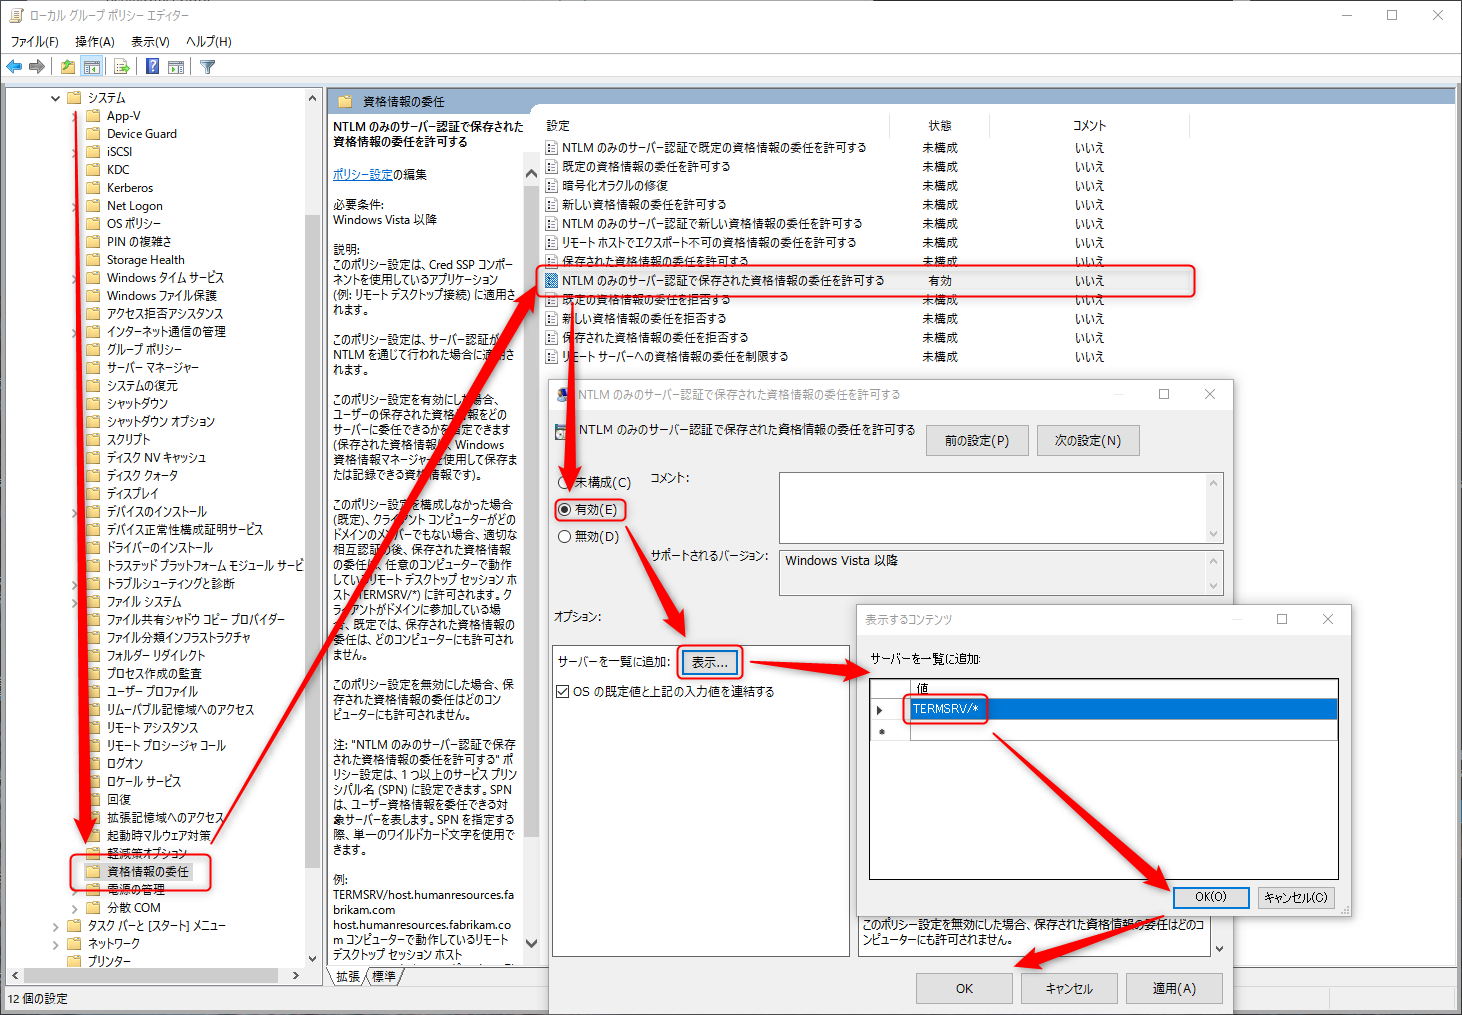 ローカル グループ ポリシー エディター
ファイル(F) 操作(A) 表示(V) ヘルプ(H)
システム
App-V
Device Guard
iSCSI
KDC
Kerberos
Net Logon
OS ポリシー
PIN の複雑さ
Storage Health
Windows タイム サービス
Windows ファイル保護
アクセス拒否アシスタンス
インターネット通信の管理
グループ ポリシー
サーバー マネージャー
システムの復元
シャットダウン
シャットダウン オプション
スクリプト
ディスク NV キャッシュ
ディスク クォータ
ディスプレイ
デバイスのインストール
デバイス正常性構成証明サービス
ドライバーのインストール
トラステッド プラットフォーム モジュール サービ
トラブルシューティングと診断
ファイル システム
ファイル共有シャドウ コピー プロバイダー
ファイル分類インフラストラクチャ
フォルダー リダイレクト
プロセス作成の監査
ユーザー プロファイル
リムーバブル記憶域へのアクセス
リモート アシスタンス
リモート プロシージャ コール
ログオン
ロケール サービス
回復
拡張記憶域へのアクセス
起動時マルウェア対策
軽減策オプション
資格情報の委任
電源の管理
分散 COM
タスク バーと [スタート] メニュー
ネットワーク
プリンター
12 個の設定
資格情報の委任
NTLM のみのサーバー認証で保存された
資格情報の委任を許可する
ポリシー設定の編集
必要条件:
Windows Vista 以降
説明:
このポリシー設定は、Cred SSP コンポー
ネントを使用しているアプリケーション
(例: リモート デスクトップ接続) に適用さ
れます。
このポリシー設定は、サーバー認証が
NTLM を通じて行われた場合に適用さ
れます。
このポリシー設定を有効にした場合、
ユーザーの保存された資格情報をどの
サーバーに委任できるかを指定できます
(保存された資格情報は、Windows
資格情報マネージャーを使用して保存ま
たは記録できる資格情報です)。
このポリシー設定を構成しなかった場合
(既定)、クライアント コンピューターがどの
ドメインのメンバーでもない場合、適切な
相互認証の後、保存された資格情報
の委任は、任意のコンピューターで動作
しているリモート デスクトップ セッション ホ
スト (TERMSRV/*) に許可されます。ク
ライアントがドメインに参加している場
合、既定では、保存された資格情報の
委任は、どのコンピューターにも許可され
ません。
このポリシー設定を無効にした場合、保
存された資格情報の委任はどのコン
ピューターにも許可されません。
注: "NTLM のみのサーバー認証で保存
された資格情報の委任を許可する" ポ
リシー設定は、1 つ以上のサービス プリン
シパル名 (SPN) に設定できます。SPN
は、ユーザー資格情報を委任できる対
象サーバーを表します。SPN を指定する
際、単一のワイルドカード文字を使用で
きます。
例:
TERMSRV/host.humanresources.fa
brikam.com
host.humanresources.fabrikam.co
m コンピューターで動作しているリモート
デスクトップ セッション ホスト
拡張 標準
設定 状態 コメント
NTLM のみのサーバー認証で既定の資格情報の委任を許可する 未構成 いいえ
既定の資格情報の委任を許可する 未構成 いいえ
暗号化オラクルの修復 未構成 いいえ
新しい資格情報の委任を許可する 未構成 いいえ
NTLM のみのサーバー認証で新しい資格情報の委任を許可する 未構成 いいえ
リモート ホストでエクスポート不可の資格情報の委任を許可する 未構成 いいえ
保存された資格情報の委任を許可する 未構成 いいえ
NTLM のみのサーバー認証で保存された資格情報の委任を許可する 有効 いいえ
既定の資格情報の委任を拒否する 未構成 いいえ
新しい資格情報の委任を拒否する 未構成 いいえ
保存された資格情報の委任を拒否する 未構成 いいえ
リモート サーバーへの資格情報の委任を制限する 未構成 いいえ
NTLM のみのサーバー認証で保存された資格情報の委任を許可する
NTLM のみのサーバー認証で保存された資格情報の委任を許可する
前の設定(P) 次の設定(N)
未構成(C) コメント:
有効(E)
無効(D)
サポートされるバージョン: Windows Vista 以降
オプション:
サーバーを一覧に追加: 表示...
OS の既定値と上記の入力値を連結する
表示するコンテンツ
サーバーを一覧に追加:
値
TERMSRV/*
OK(O) キャンセル(C)
このポリシー設定を無効にした場合、保存された資格情報の委任はどのコ
ンピューターにも許可されません。
OK キャンセル 適用(A)